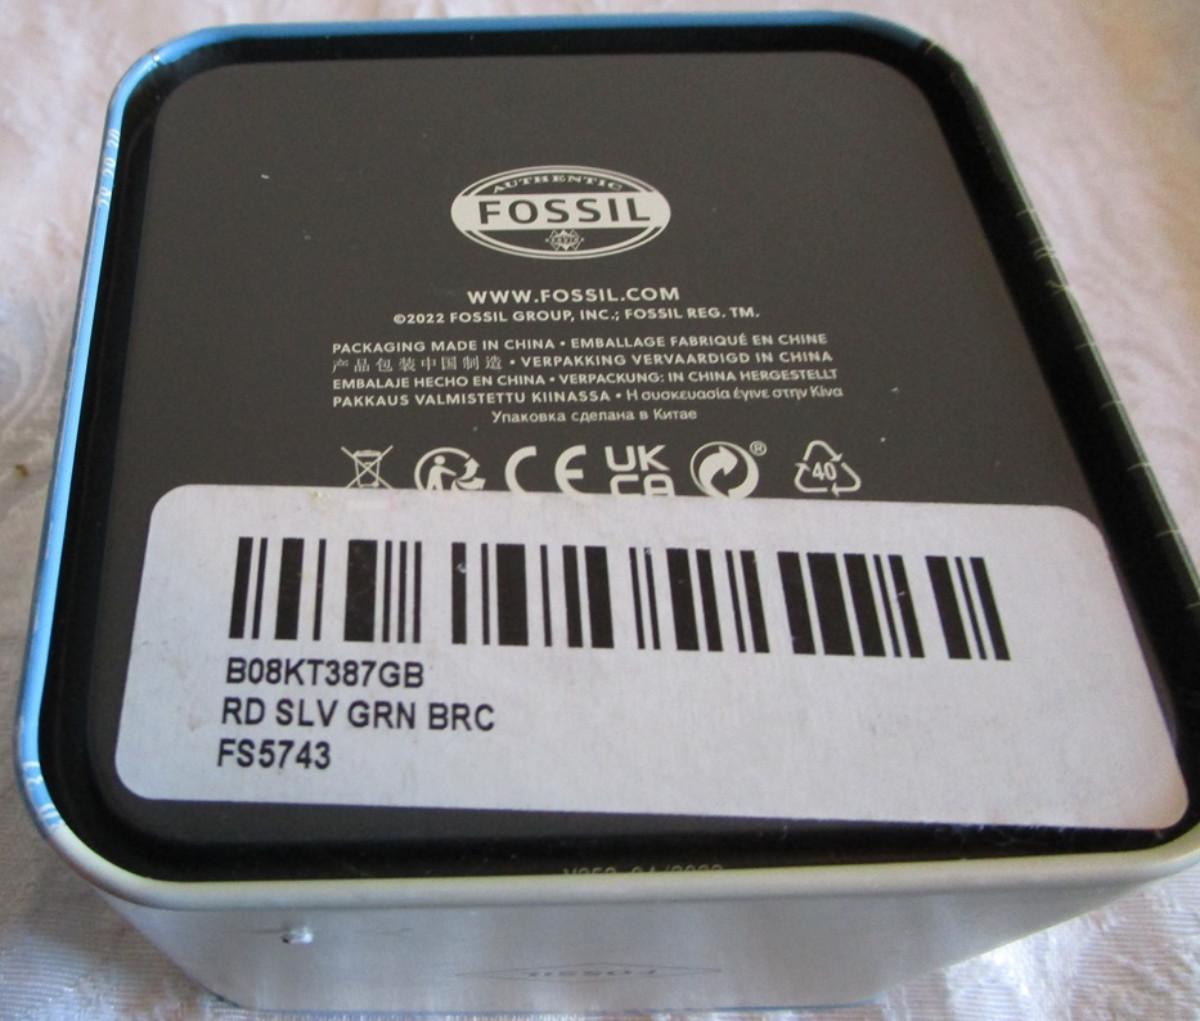 AUTHENTIC
FOSSIL
WWW.FOSSIL.COM
©2022 FOSSIL GROUP, INC.; FOSSIL REG. TM.
PACKAGING MADE IN CHINA • EMBALLAGE FABRIQUÉ EN CHINE
产品包装中国制造 • VERPAKKING VERVAARDIGD IN CHINA
EMBALAJE HECHO EN CHINA • VERPACKUNG: IN CHINA HERGESTELLT
PAKKAUS VALMISTETTU KIINASSA • Η συσκευασία έγινε στην Κίνα
Упаковка сделана в Китае
CE UK CA ® 40
B08KT387GB
RD SLV GRN BRC
FS5743
FOSSIL